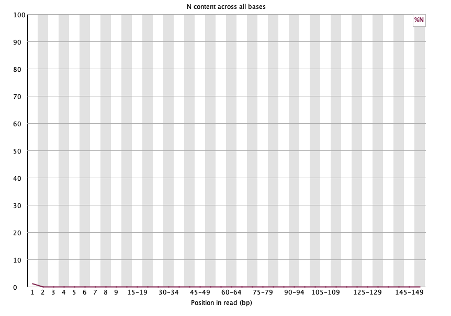 N content across all bases
%N
100
90
80
70
60
50
40
30
20
10
0
1 2 3 4 5 6 7 8 9 15-19 30-34 45-49 60-64 75-79 90-94 105-109 125-129 145-149
Position in read (bp)